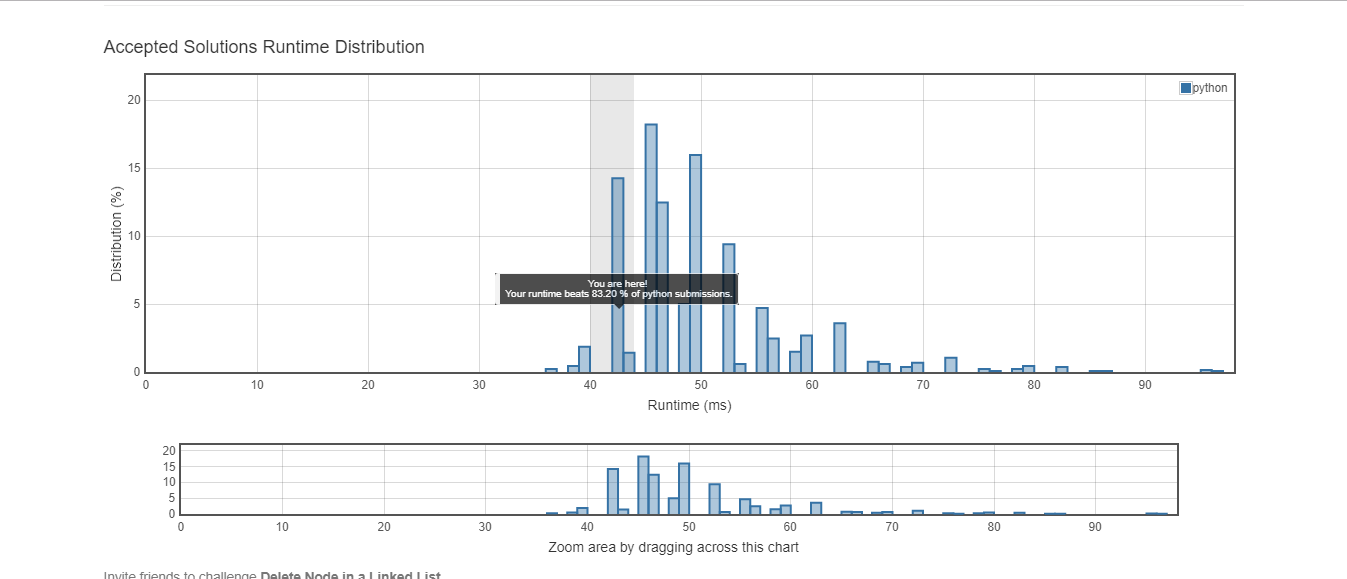 Accepted Solutions Runtime Distribution
python
20
15
10
5
0
Distribution (%)
You are here!
Your runtime beats 83.20 % of python submissions.
0 10 20 30 40 50 60 70 80 90
Runtime (ms)
20
15
10
5
0
0 10 20 30 40 50 60 70 80 90
Zoom area by dragging across this chart
Invite friends to challenge Delete Node in a Linked List